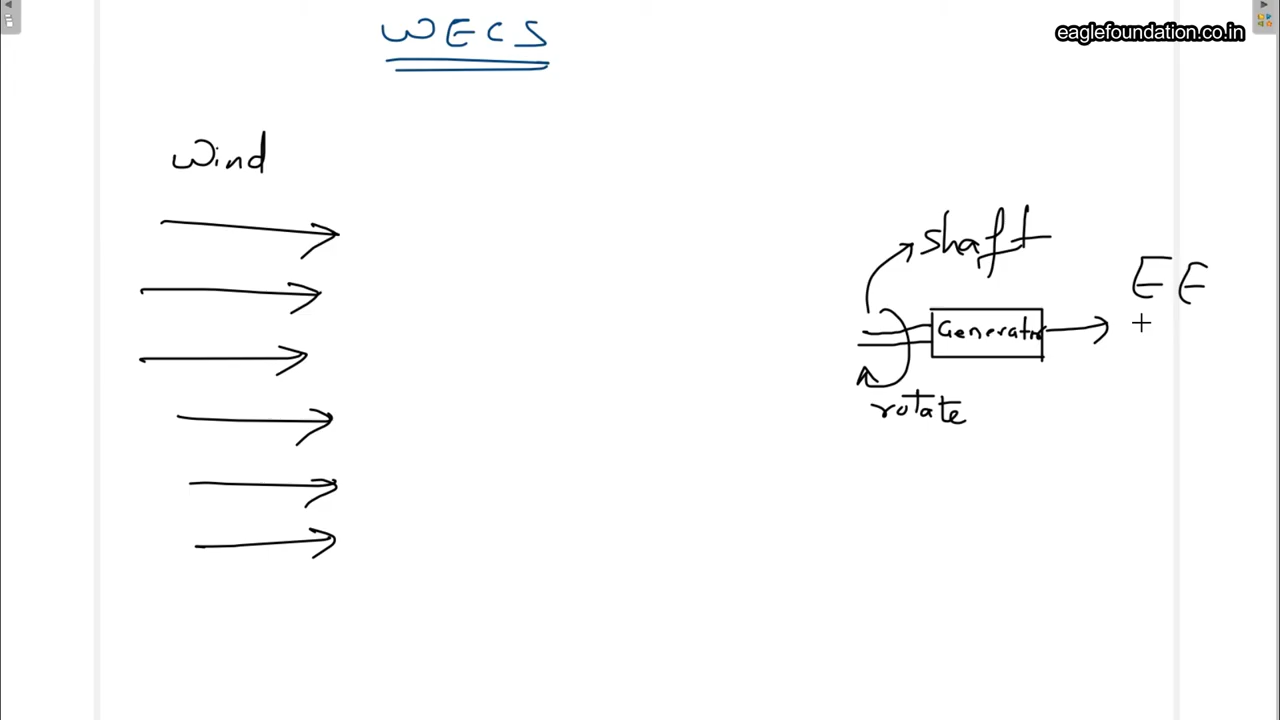 WECS
eaglefoundation.co.in
Wind
shaft
EE
Generator
rotate